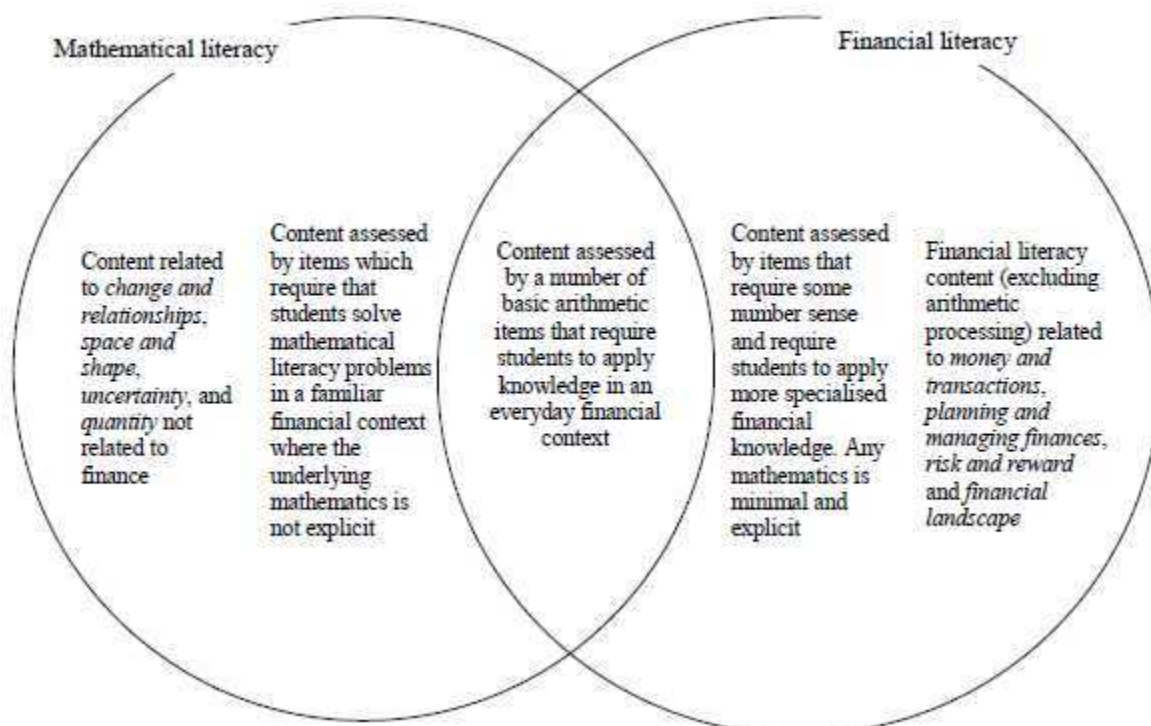 Mathematical literacy
Financial literacy
Content related
to change and
relationships,
space and
shape,
uncertainty, and
quantity not
related to
finance
Content assessed
by items which
require that
students solve
mathematical
literacy problems
in a familiar
financial context
where the
underlying
mathematics is
not explicit
Content assessed
by a number of
basic arithmetic
items that require
students to apply
knowledge in an
everyday financial
context
Content assessed
by items that
require some
number sense
and require
students to apply
more specialised
financial
knowledge. Any
mathematics is
minimal and
explicit
Financial literacy
content (excluding
arithmetic
processing) related
to money and
transactions,
planning and
managing finances,
risk and reward
and financial
landscape